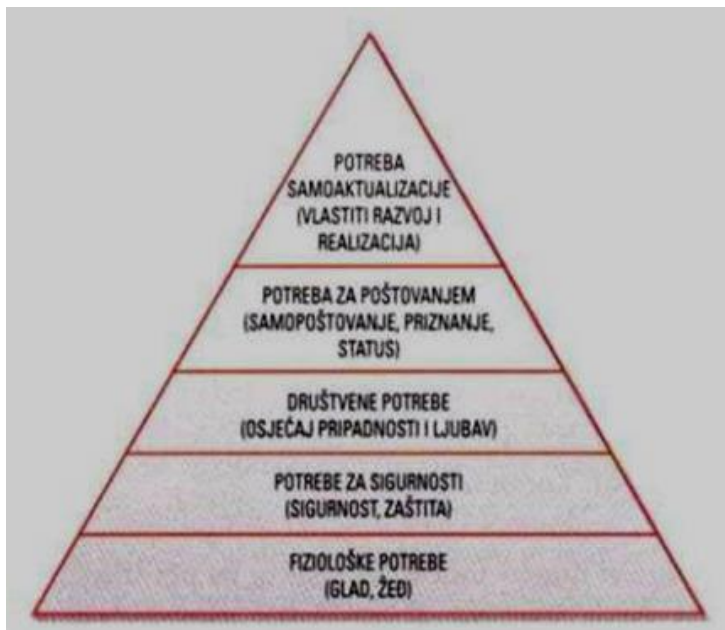 POTREBA
SAMOAKTUALIZACIJE
(VLASTITI RAZVOJ I
REALIZACIJA)
POTREBA ZA POŠTOVANJEM
(SAMOPOŠTOVANJE, PRIZNANJE,
STATUS)
DRUŠTVENE POTREBE
(OSJEĆAJ PRIPADNOSTI I LJUBAV)
POTREBE ZA SIGURNOSTI
(SIGURNOST, ZAŠTITA)
FIZIOLOŠKE POTREBE
(GLAD, ŽEĐ)